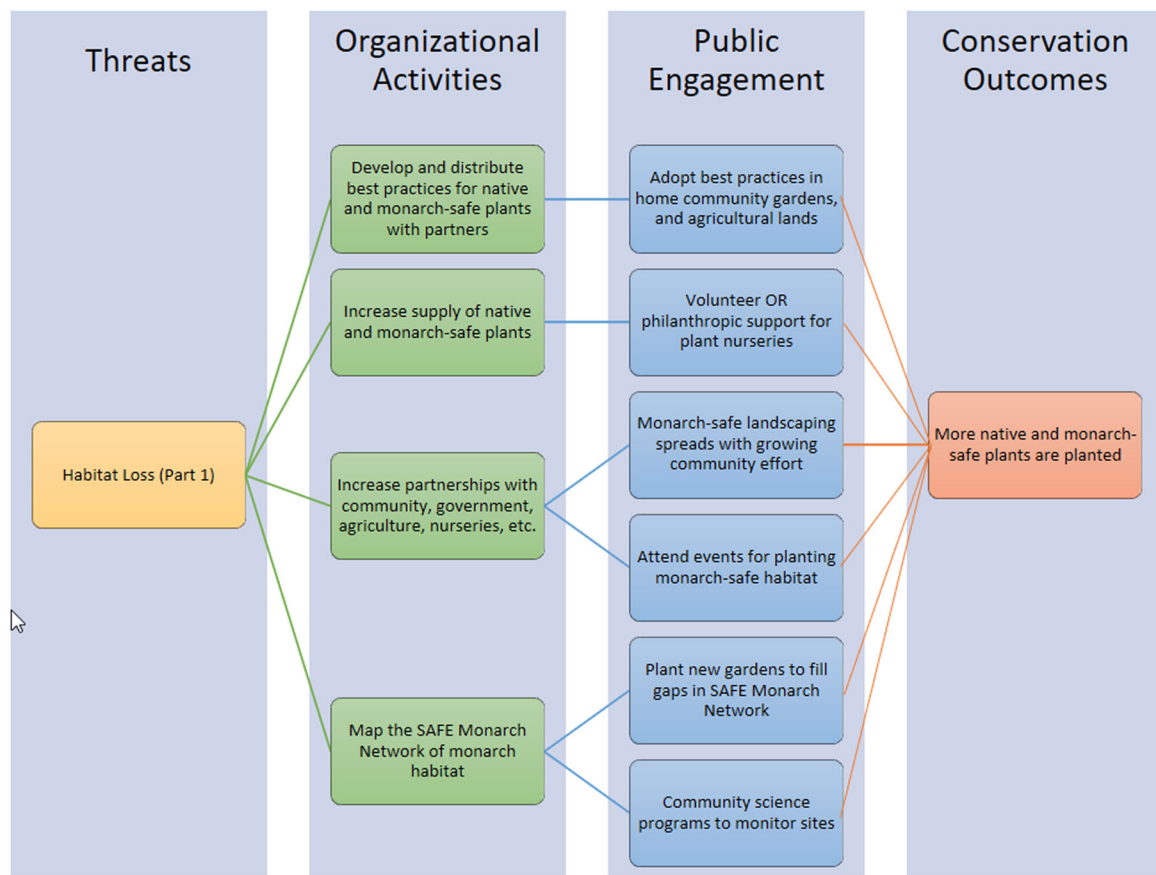 Threats
Organizational
Activities
Public
Engagement
Conservation
Outcomes
Habitat Loss (Part 1)
Develop and distribute
best practices for native
and monarch-safe plants
with partners
Increase supply of native
and monarch-safe plants
Increase partnerships with
community, government,
agriculture, nurseries, etc.
Map the SAFE Monarch
Network of monarch
habitat
Adopt best practices in
home community gardens,
and agricultural lands
Volunteer OR
philanthropic support for
plant nurseries
Monarch-safe landscaping
spreads with growing
community effort
Attend events for planting
monarch-safe habitat
Plant new gardens to fill
gaps in SAFE Monarch
Network
Community science
programs to monitor sites
More native and monarch-
safe plants are planted